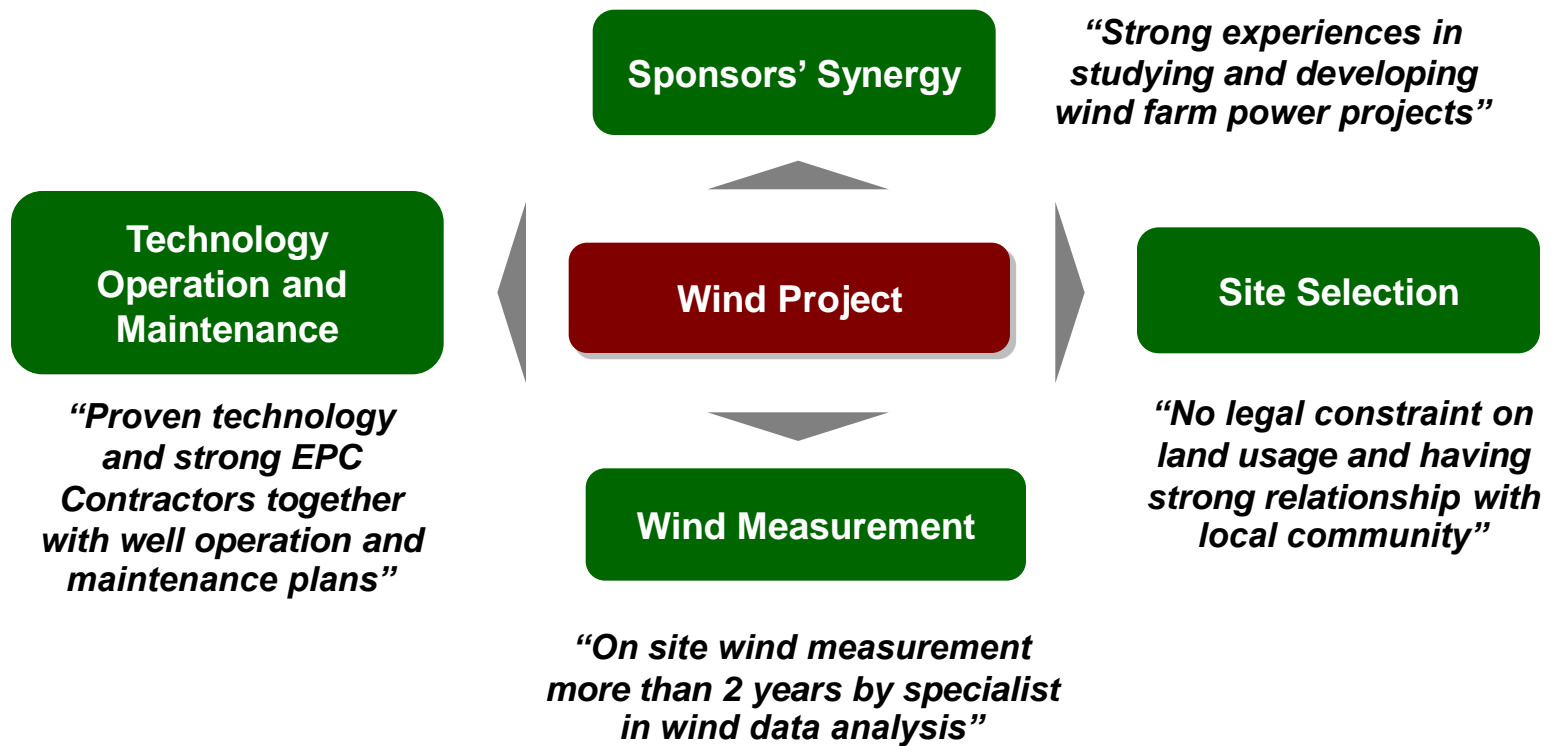 Sponsors’ Synergy
“Strong experiences in
studying and developing
wind farm power projects”
Technology
Operation and
Maintenance
“Proven technology
and strong EPC
Contractors together
with well operation and
maintenance plans”
Wind Project
Site Selection
“No legal constraint on
land usage and having
strong relationship with
local community”
Wind Measurement
“On site wind measurement
more than 2 years by specialist
in wind data analysis”